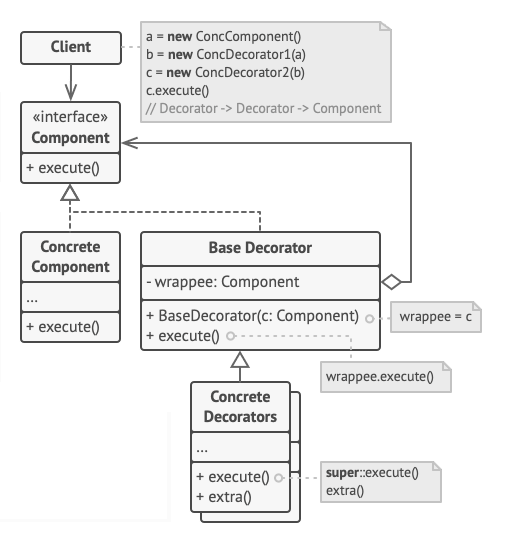 Client
a = new ConcComponent()
b = new ConcDecorator1(a)
c = new ConcDecorator2(b)
c.execute()
// Decorator -> Decorator -> Component
«interface»
Component
+ execute()
Concrete
Component
...
+ execute()
Base Decorator
- wrappee: Component
+ BaseDecorator(c: Component)
+ execute()
wrappee = c
wrappee.execute()
Concrete
Decorators
...
+ execute()
+ extra()
super::execute()
extra()